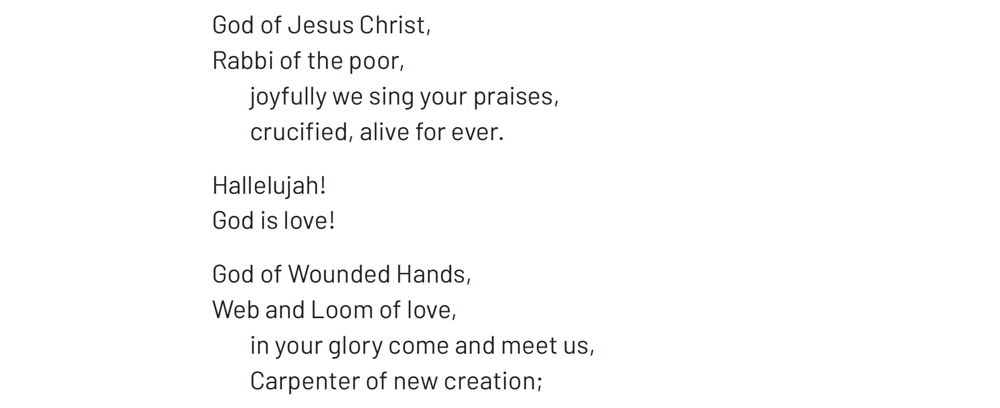 God of Jesus Christ,
Rabbi of the poor,
joyfully we sing your praises,
crucified, alive for ever.
Hallelujah!
God is love!
God of Wounded Hands,
Web and Loom of love,
in your glory come and meet us,
Carpenter of new creation;